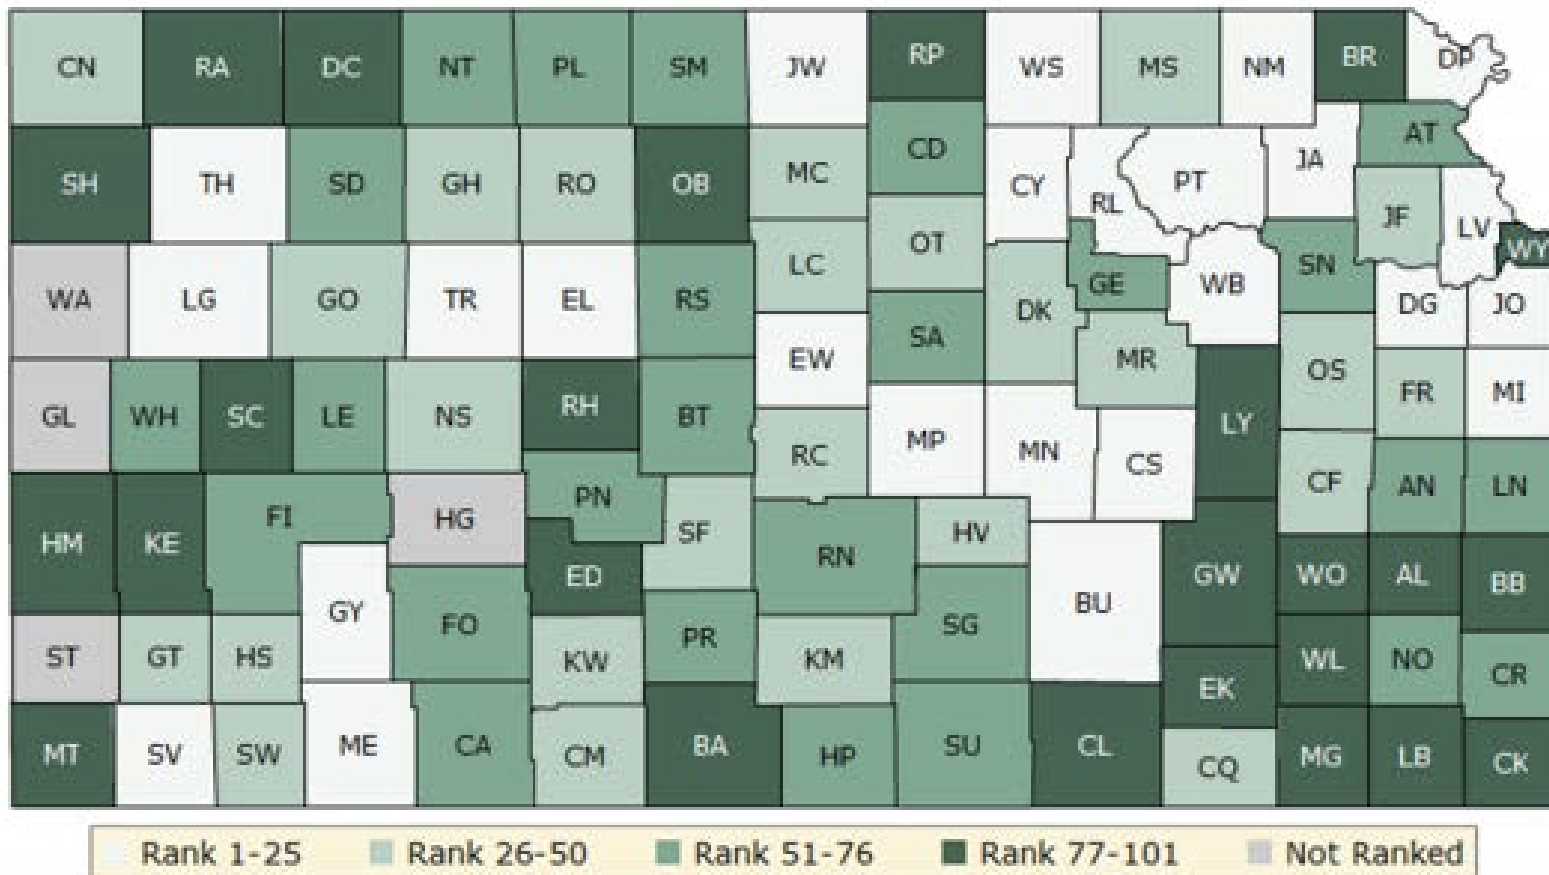 CN RA DC NT PL SM JW RP WS MS NM BR DP
SH TH SD GH RO OB MC CD CY RL PT JA AT
WA LG GO TR EL RS LC OT DK GE WB SN JF LV WY
GL WH SC LE NS RH BT EW SA MR OS DG JO
HM KE FI HG PN SF RC MP MN CS LY FR MI
ST GT HS GY FO ED RN HV BU GW CF AN LN
KW PR KM SG WO AL BB
MT SV SW ME CA CM BA HP SU CL EK WL NO CR
CQ MG LB CK
Rank 1-25 Rank 26-50 Rank 51-76 Rank 77-101 Not Ranked